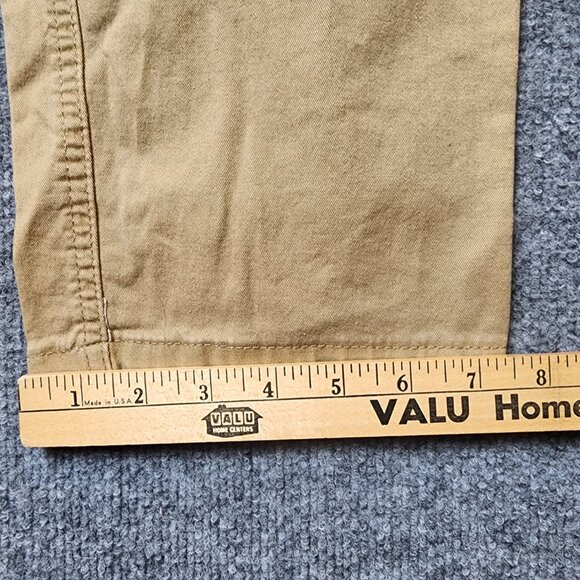 1 2 3 4 5 6 7 8
Made in U.S.A.
VALU
HOME CENTERS
VALU Home